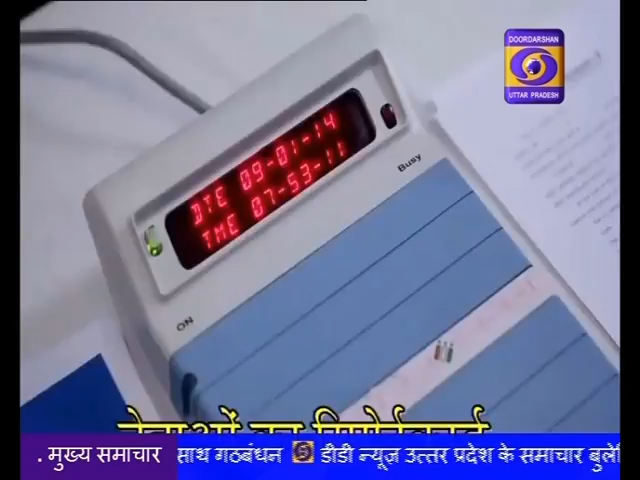 DOORDARSHAN
UTTAR PRADESH
DTE 09-01-14
TME 07-53-11
Busy
ON
नेताओं का रिपोर्टकार्ड
. मुख्य समाचार
साथ गठबंधन डीडी न्यूज़ उत्तर प्रदेश के समाचार बुले